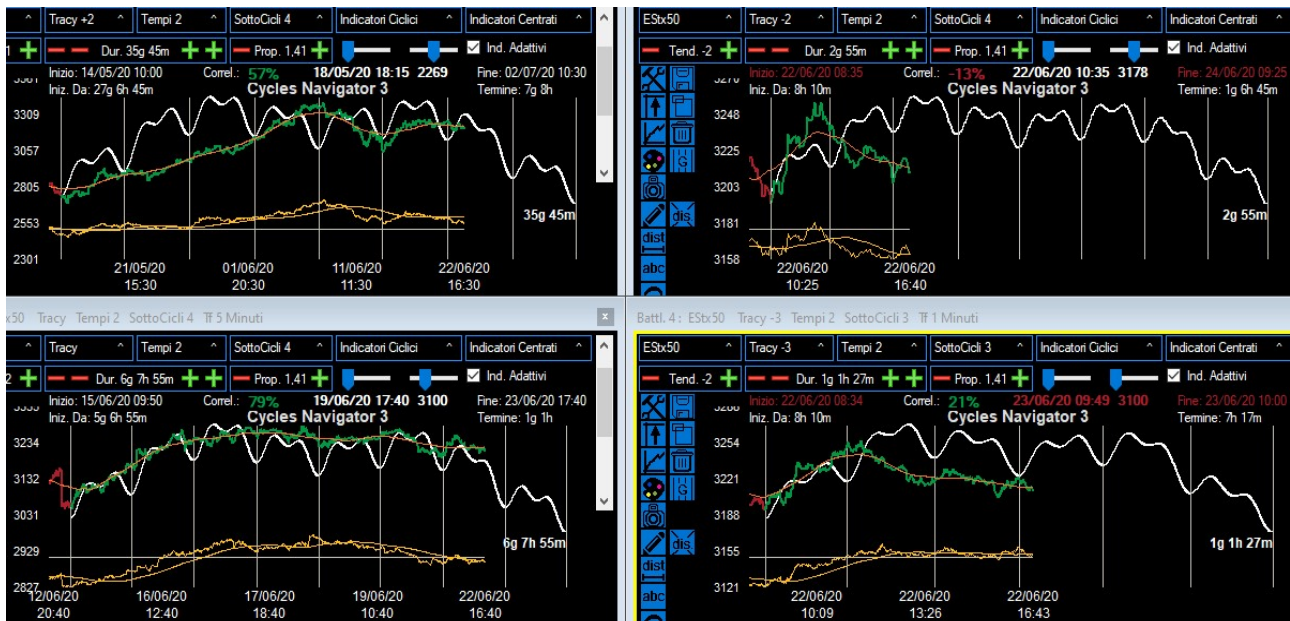 Tracy +2 ^ Tempi 2 ^ SottoCicli 4 ^ Indicatori Ciclici ^ Indicatori Centrati ^
Dur. 35g 45m Prop. 1,41 Ind. Adattivi
Inizio: 14/05/20 10:00 Correl.: 57% 18/05/20 18:15 2269 Fine: 02/07/20 10:30
Iniz. Da: 27g 6h 45m Cycles Navigator 3 Termine: 7g 8h
3309
3057
2805
2553
2301
35g 45m
21/05/20 01/06/20 11/06/20 22/06/20
15:30 20:30 11:30 16:30
EStx50 ^ Tracy -2 ^ Tempi 2 ^ SottoCicli 4 ^ Indicatori Ciclici ^ Indicatori Centrati ^
Tend. -2 Dur. 2g 55m Prop. 1,41 Ind. Adattivi
Inizio: 22/06/20 08:35 Correl.: -13% 22/06/20 10:35 3178 Fine: 24/06/20 09:25
Iniz. Da: 8h 10m Cycles Navigator 3 Termine: 1g 6h 45m
3270
3248
3225
3203
3181
3158
G
dis.
dist
abc
2g 55m
22/06/20 22/06/20
10:25 16:40
x50 Tracy Tempi 2 SottoCicli 4 Tf 5 Minuti x
^ Tracy ^ Tempi 2 ^ SottoCicli 4 ^ Indicatori Ciclici ^ Indicatori Centrati ^
2 Dur. 6g 7h 55m Prop. 1,41 Ind. Adattivi
Inizio: 15/06/20 09:50 Correl.: 79% 19/06/20 17:40 3100 Fine: 23/06/20 17:40
Iniz. Da: 5g 6h 55m Cycles Navigator 3 Termine: 1g 1h
3234
3132
3031
2929
2827
6g 7h 55m
12/06/20 16/06/20 17/06/20 19/06/20 22/06/20
20:40 12:40 18:40 10:40 16:40
Battl. 4 : EStx50 Tracy -3 Tempi 2 SottoCicli 3 Tf 1 Minuti
EStx50 ^ Tracy -3 ^ Tempi 2 ^ SottoCicli 3 ^ Indicatori Ciclici ^ Indicatori Centrati ^
Tend. -2 Dur. 1g 1h 27m Prop. 1,41 Ind. Adattivi
Inizio: 22/06/20 08:34 Correl.: 21% 23/06/20 09:49 3100 Fine: 23/06/20 10:00
Iniz. Da: 8h 10m Cycles Navigator 3 Termine: 7h 17m
3254
3221
3188
3155
3121
G
dis.
dist
abc
1g 1h 27m
22/06/20 22/06/20 22/06/20
10:09 13:26 16:43